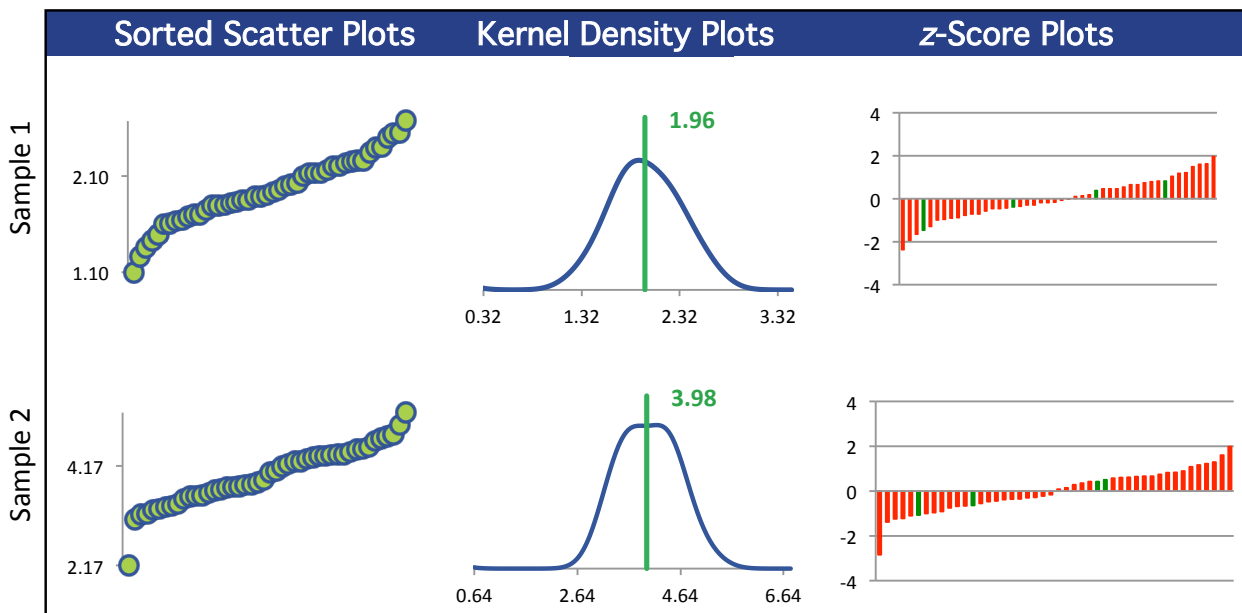 Sorted Scatter Plots
Kernel Density Plots
z-Score Plots
Sample 1
2.10
1.10
1.96
0.32 1.32 2.32 3.32
4
2
0
-2
-4
Sample 2
4.17
2.17
3.98
0.64 2.64 4.64 6.64
4
2
0
-2
-4